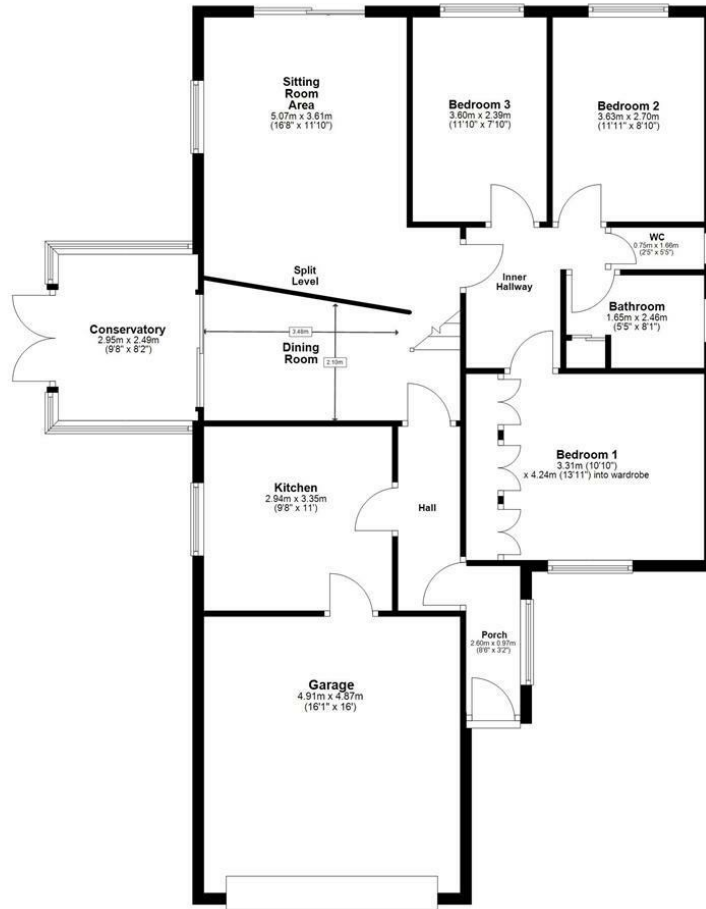 Sitting
Room
Area
5.07m x 3.61m
(16'8" x 11'10")
Bedroom 3
3.60m x 2.39m
(11'10" x 7'10")
Bedroom 2
3.63m x 2.70m
(11'11" x 8'10")
WC
0.75m x 1.66m
(2'5" x 5'5")
Split
Level
Inner
Hallway
Bathroom
1.65m x 2.46m
(5'5" x 8'1")
Conservatory
2.95m x 2.49m
(9'8" x 8'2")
Dining
Room
2.10m
Bedroom 1
3.31m (10'10")
x 4.24m (13'11") into wardrobe
Kitchen
2.94m x 3.35m
(9'8" x 11')
Hall
Porch
2.60m x 0.97m
(8'6" x 3'2")
Garage
4.91m x 4.87m
(16'1" x 16')